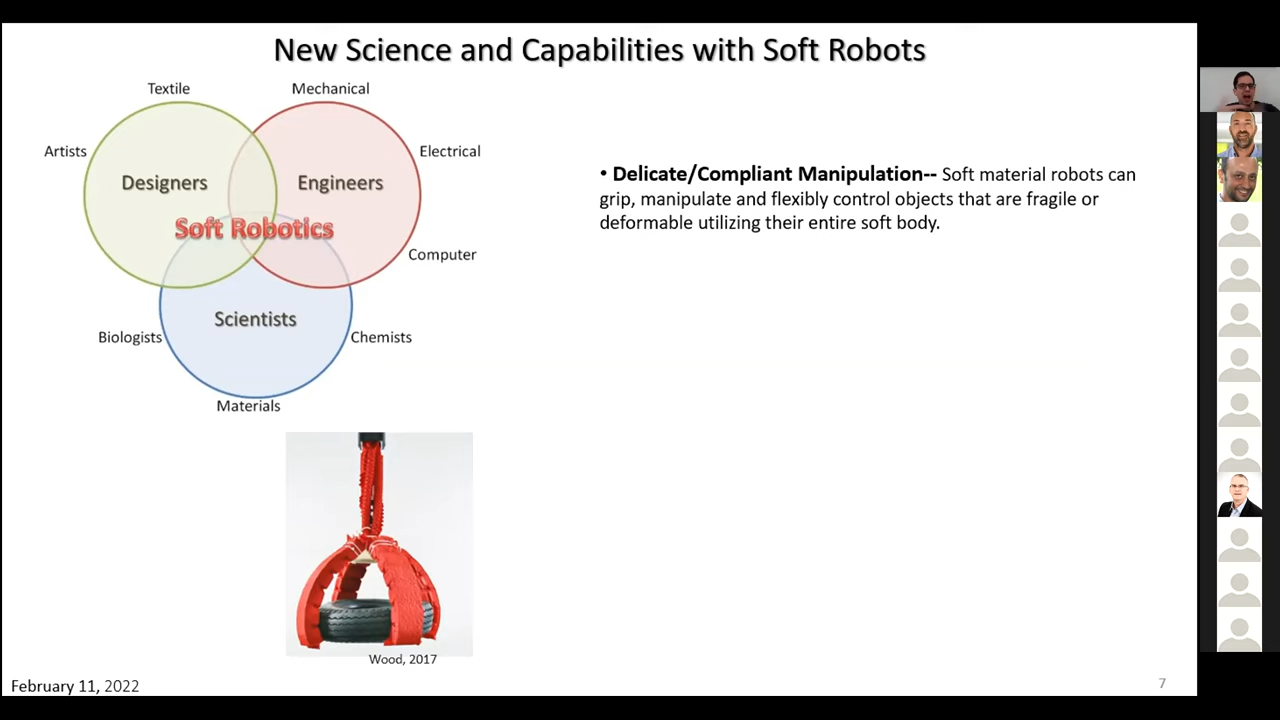 New Science and Capabilities with Soft Robots
Textile
Mechanical
Artists
Electrical
Designers
Engineers
Soft Robotics
Computer
Scientists
Biologists
Chemists
Materials
• Delicate/Compliant Manipulation-- Soft material robots can
grip, manipulate and flexibly control objects that are fragile or
deformable utilizing their entire soft body.
Wood, 2017
February 11, 2022
7